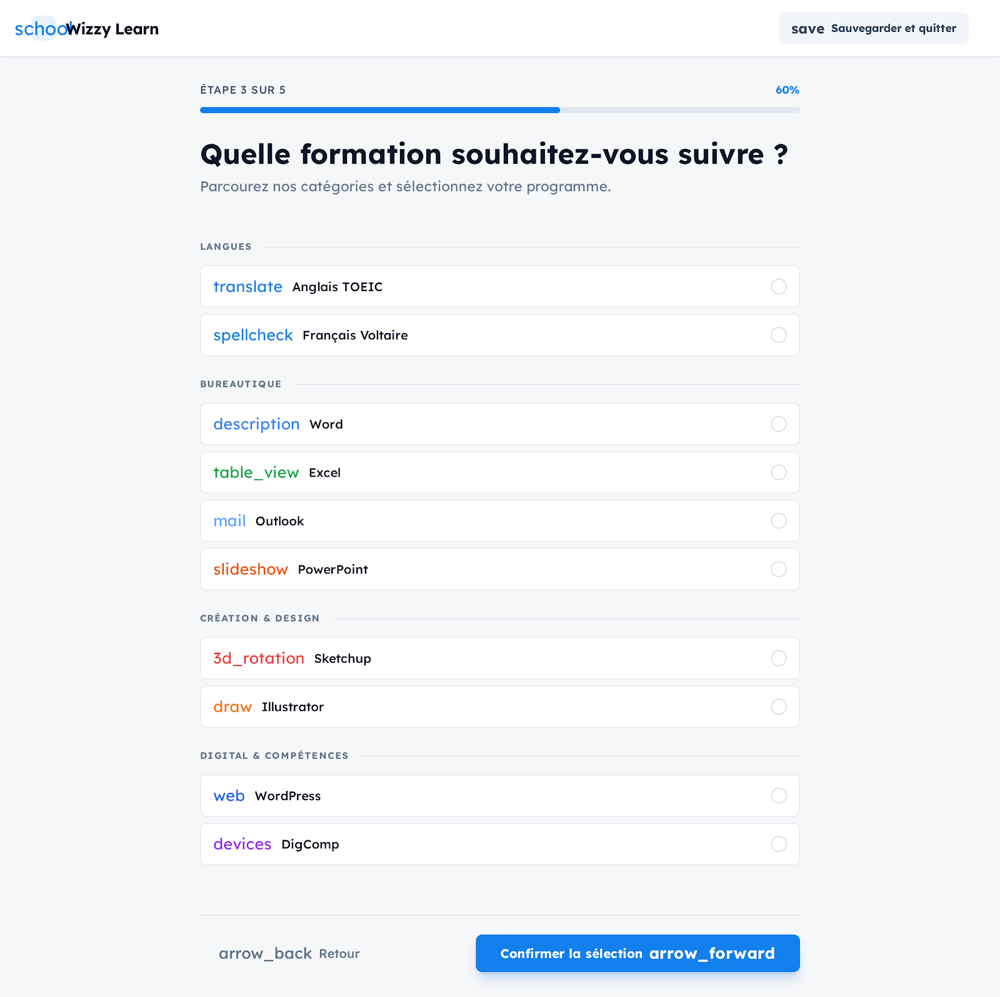 school Wizzy Learn
save Sauvegarder et quitter
ÉTAPE 3 SUR 5
60%
Quelle formation souhaitez-vous suivre ?
Parcourez nos catégories et sélectionnez votre programme.
LANGUES
translate Anglais TOEIC
spellcheck Français Voltaire
BUREAUTIQUE
description Word
table_view Excel
mail Outlook
slideshow PowerPoint
CRÉATION & DESIGN
3d_rotation Sketchup
draw Illustrator
DIGITAL & COMPÉTENCES
web WordPress
devices DigComp
arrow_back Retour
Confirmer la sélection arrow_forward